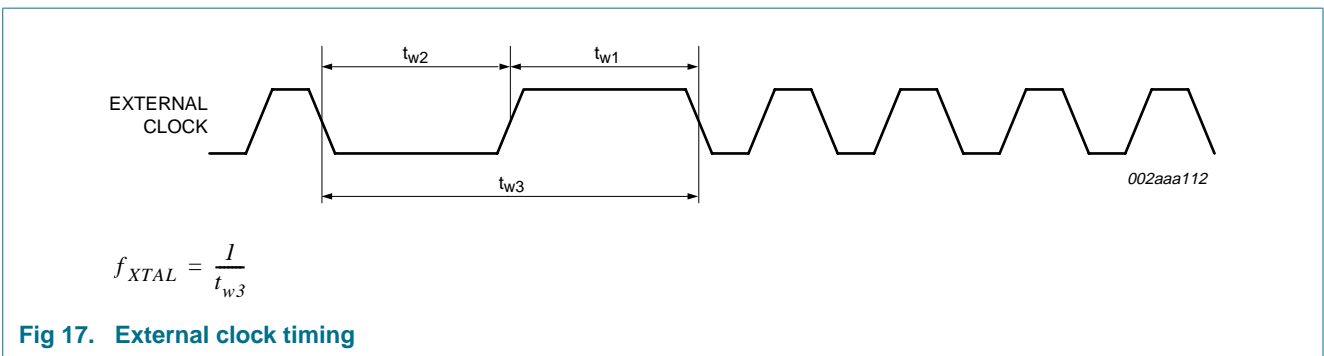 t_w2
t_w1
EXTERNAL
CLOCK
t_w3
002aaa112
f_XTAL = 1/t_w3
Fig 17. External clock timing